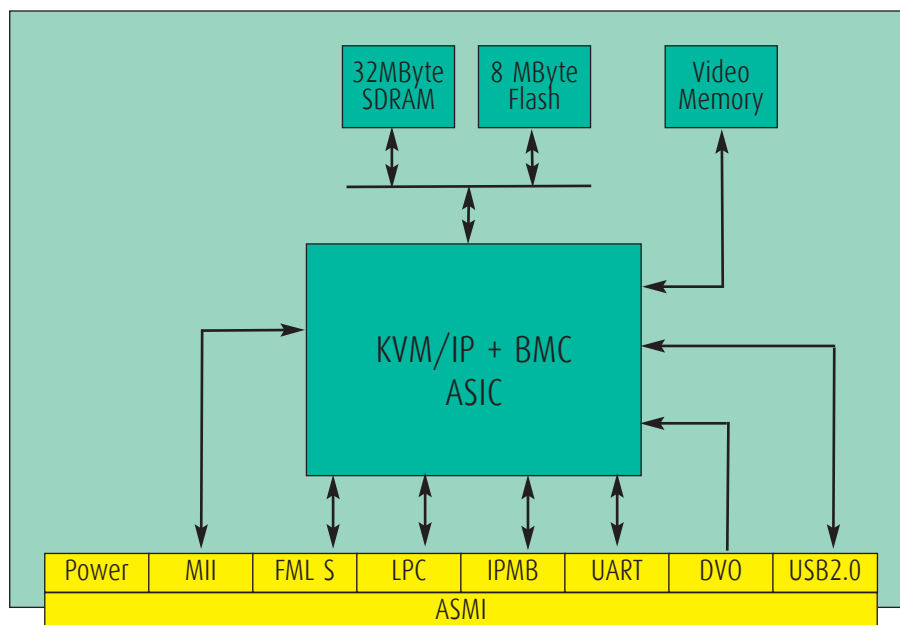 32MByte
SDRAM
8 MByte
Flash
Video
Memory
KVM/IP + BMC
ASIC
Power
MII
FML S
LPC
IPMB
UART
DVO
USB2.0
ASMI